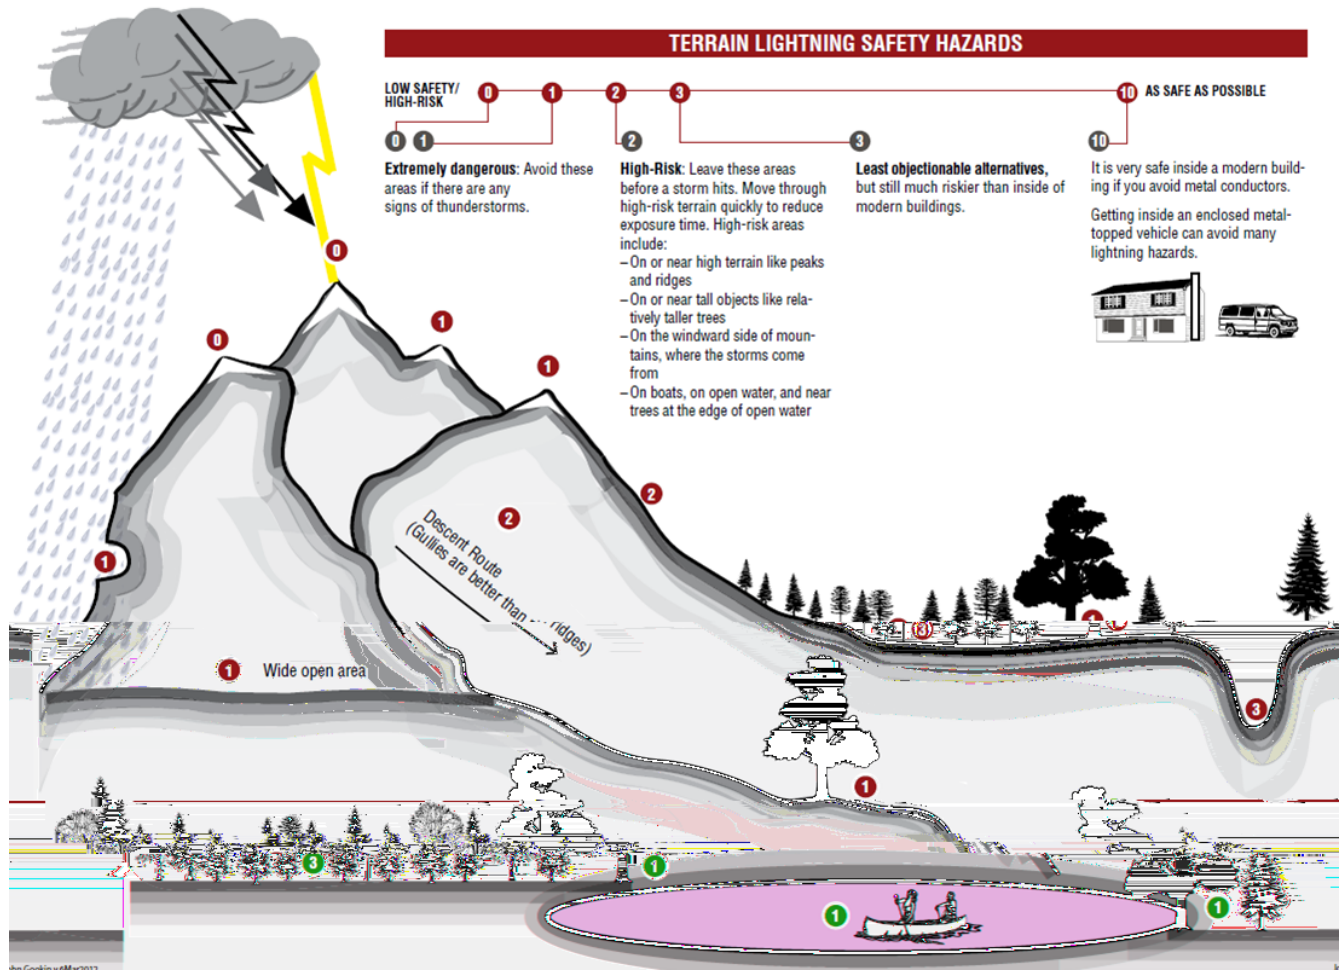 TERRAIN LIGHTNING SAFETY HAZARDS
LOW SAFETY/
HIGH-RISK
0
1
2
3
10
AS SAFE AS POSSIBLE
0
1
2
3
10
Extremely dangerous: Avoid these
areas if there are any
signs of thunderstorms.
High-Risk: Leave these areas
before a storm hits. Move through
high-risk terrain quickly to reduce
exposure time. High-risk areas
include:
–On or near high terrain like peaks
and ridges
–On or near tall objects like rela-
tively taller trees
–On the windward side of moun-
tains, where the storms come
from
–On boats, on open water, and near
trees at the edge of open water
Least objectionable alternatives,
but still much riskier than inside of
modern buildings.
It is very safe inside a modern build-
ing if you avoid metal conductors.
Getting inside an enclosed metal-
topped vehicle can avoid many
lightning hazards.
0
1
0
1
2
2
1
Descent Route
(Gullies are better than ridges)
1
Wide open area
3
1
3
1
1
1